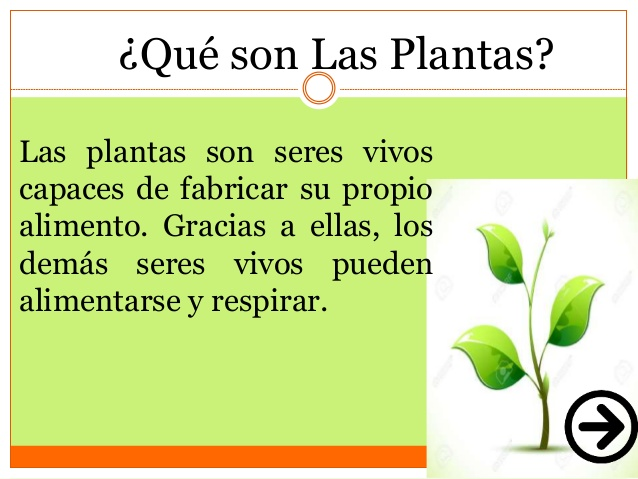 ¿Qué son Las Plantas?
Las plantas son seres vivos
capaces de fabricar su propio
alimento. Gracias a ellas, los
demás seres vivos pueden
alimentarse y respirar.